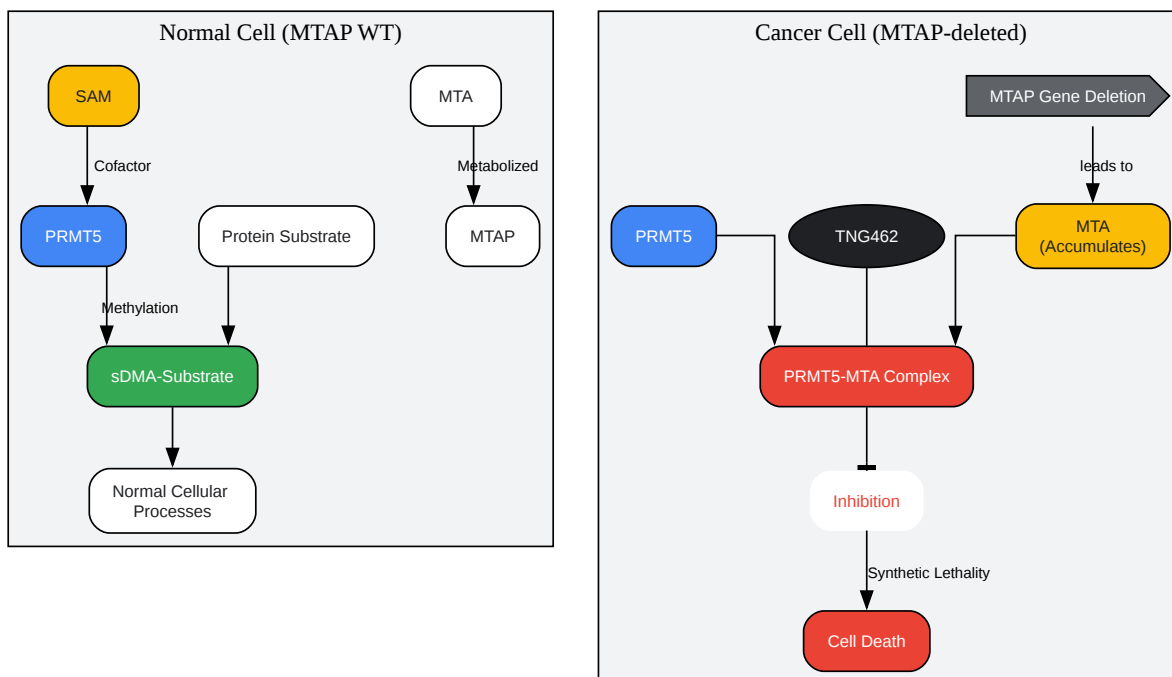 Normal Cell (MTAP WT)
SAM
MTA
Cofactor
Metabolized
PRMT5
Protein Substrate
MTAP
Methylation
sDMA-Substrate
Normal Cellular
Processes
Cancer Cell (MTAP-deleted)
MTAP Gene Deletion
leads to
PRMT5
TNG462
MTA
(Accumulates)
PRMT5-MTA Complex
Inhibition
Synthetic Lethality
Cell Death